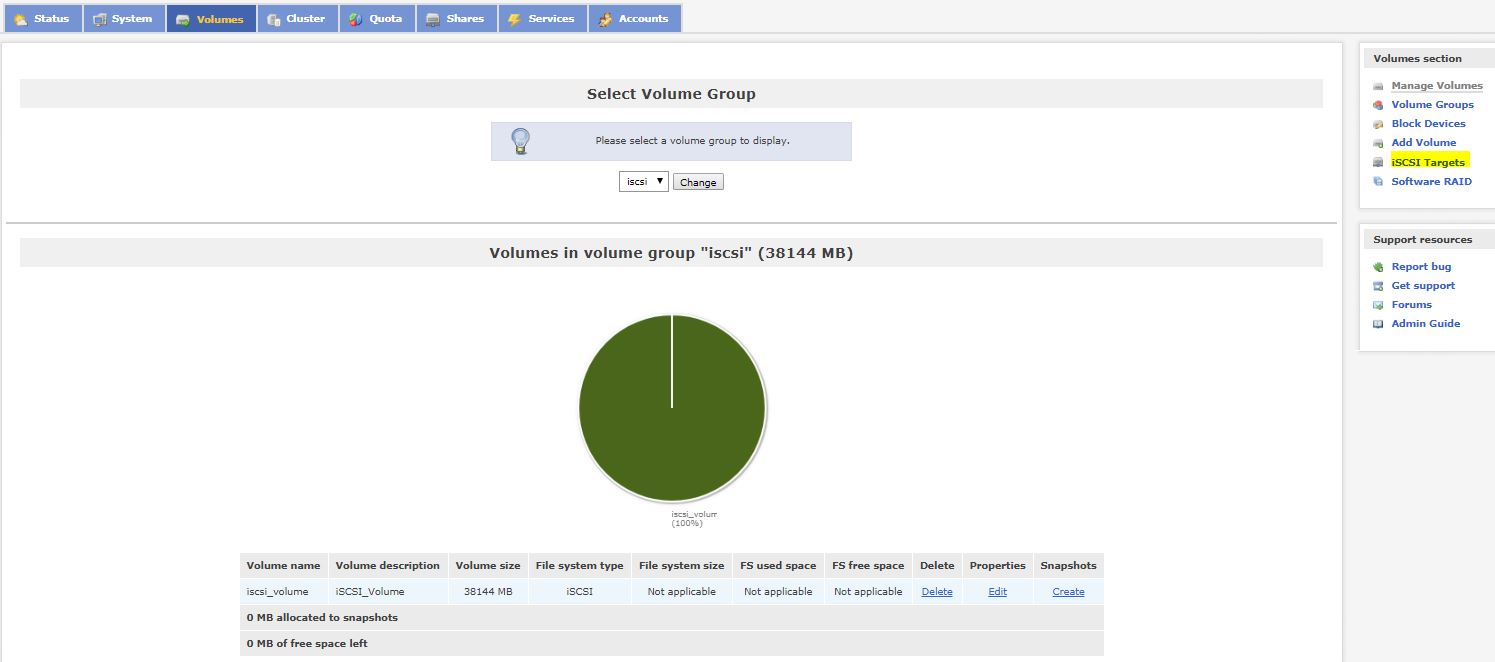 Status System Volumes Cluster Quota Shares Services Accounts
Select Volume Group
Please select a volume group to display.
iscsi Change
Volumes in volume group "iscsi" (38144 MB)
iscsi_volum
(100%)
Volume name Volume description Volume size File system type File system size FS used space FS free space Delete Properties Snapshots
iscsi_volume iSCSI_Volume 38144 MB iSCSI Not applicable Not applicable Not applicable Delete Edit Create
0 MB allocated to snapshots
0 MB of free space left
Volumes section
Manage Volumes
Volume Groups
Block Devices
Add Volume
iSCSI Targets
Software RAID
Support resources
Report bug
Get support
Forums
Admin Guide